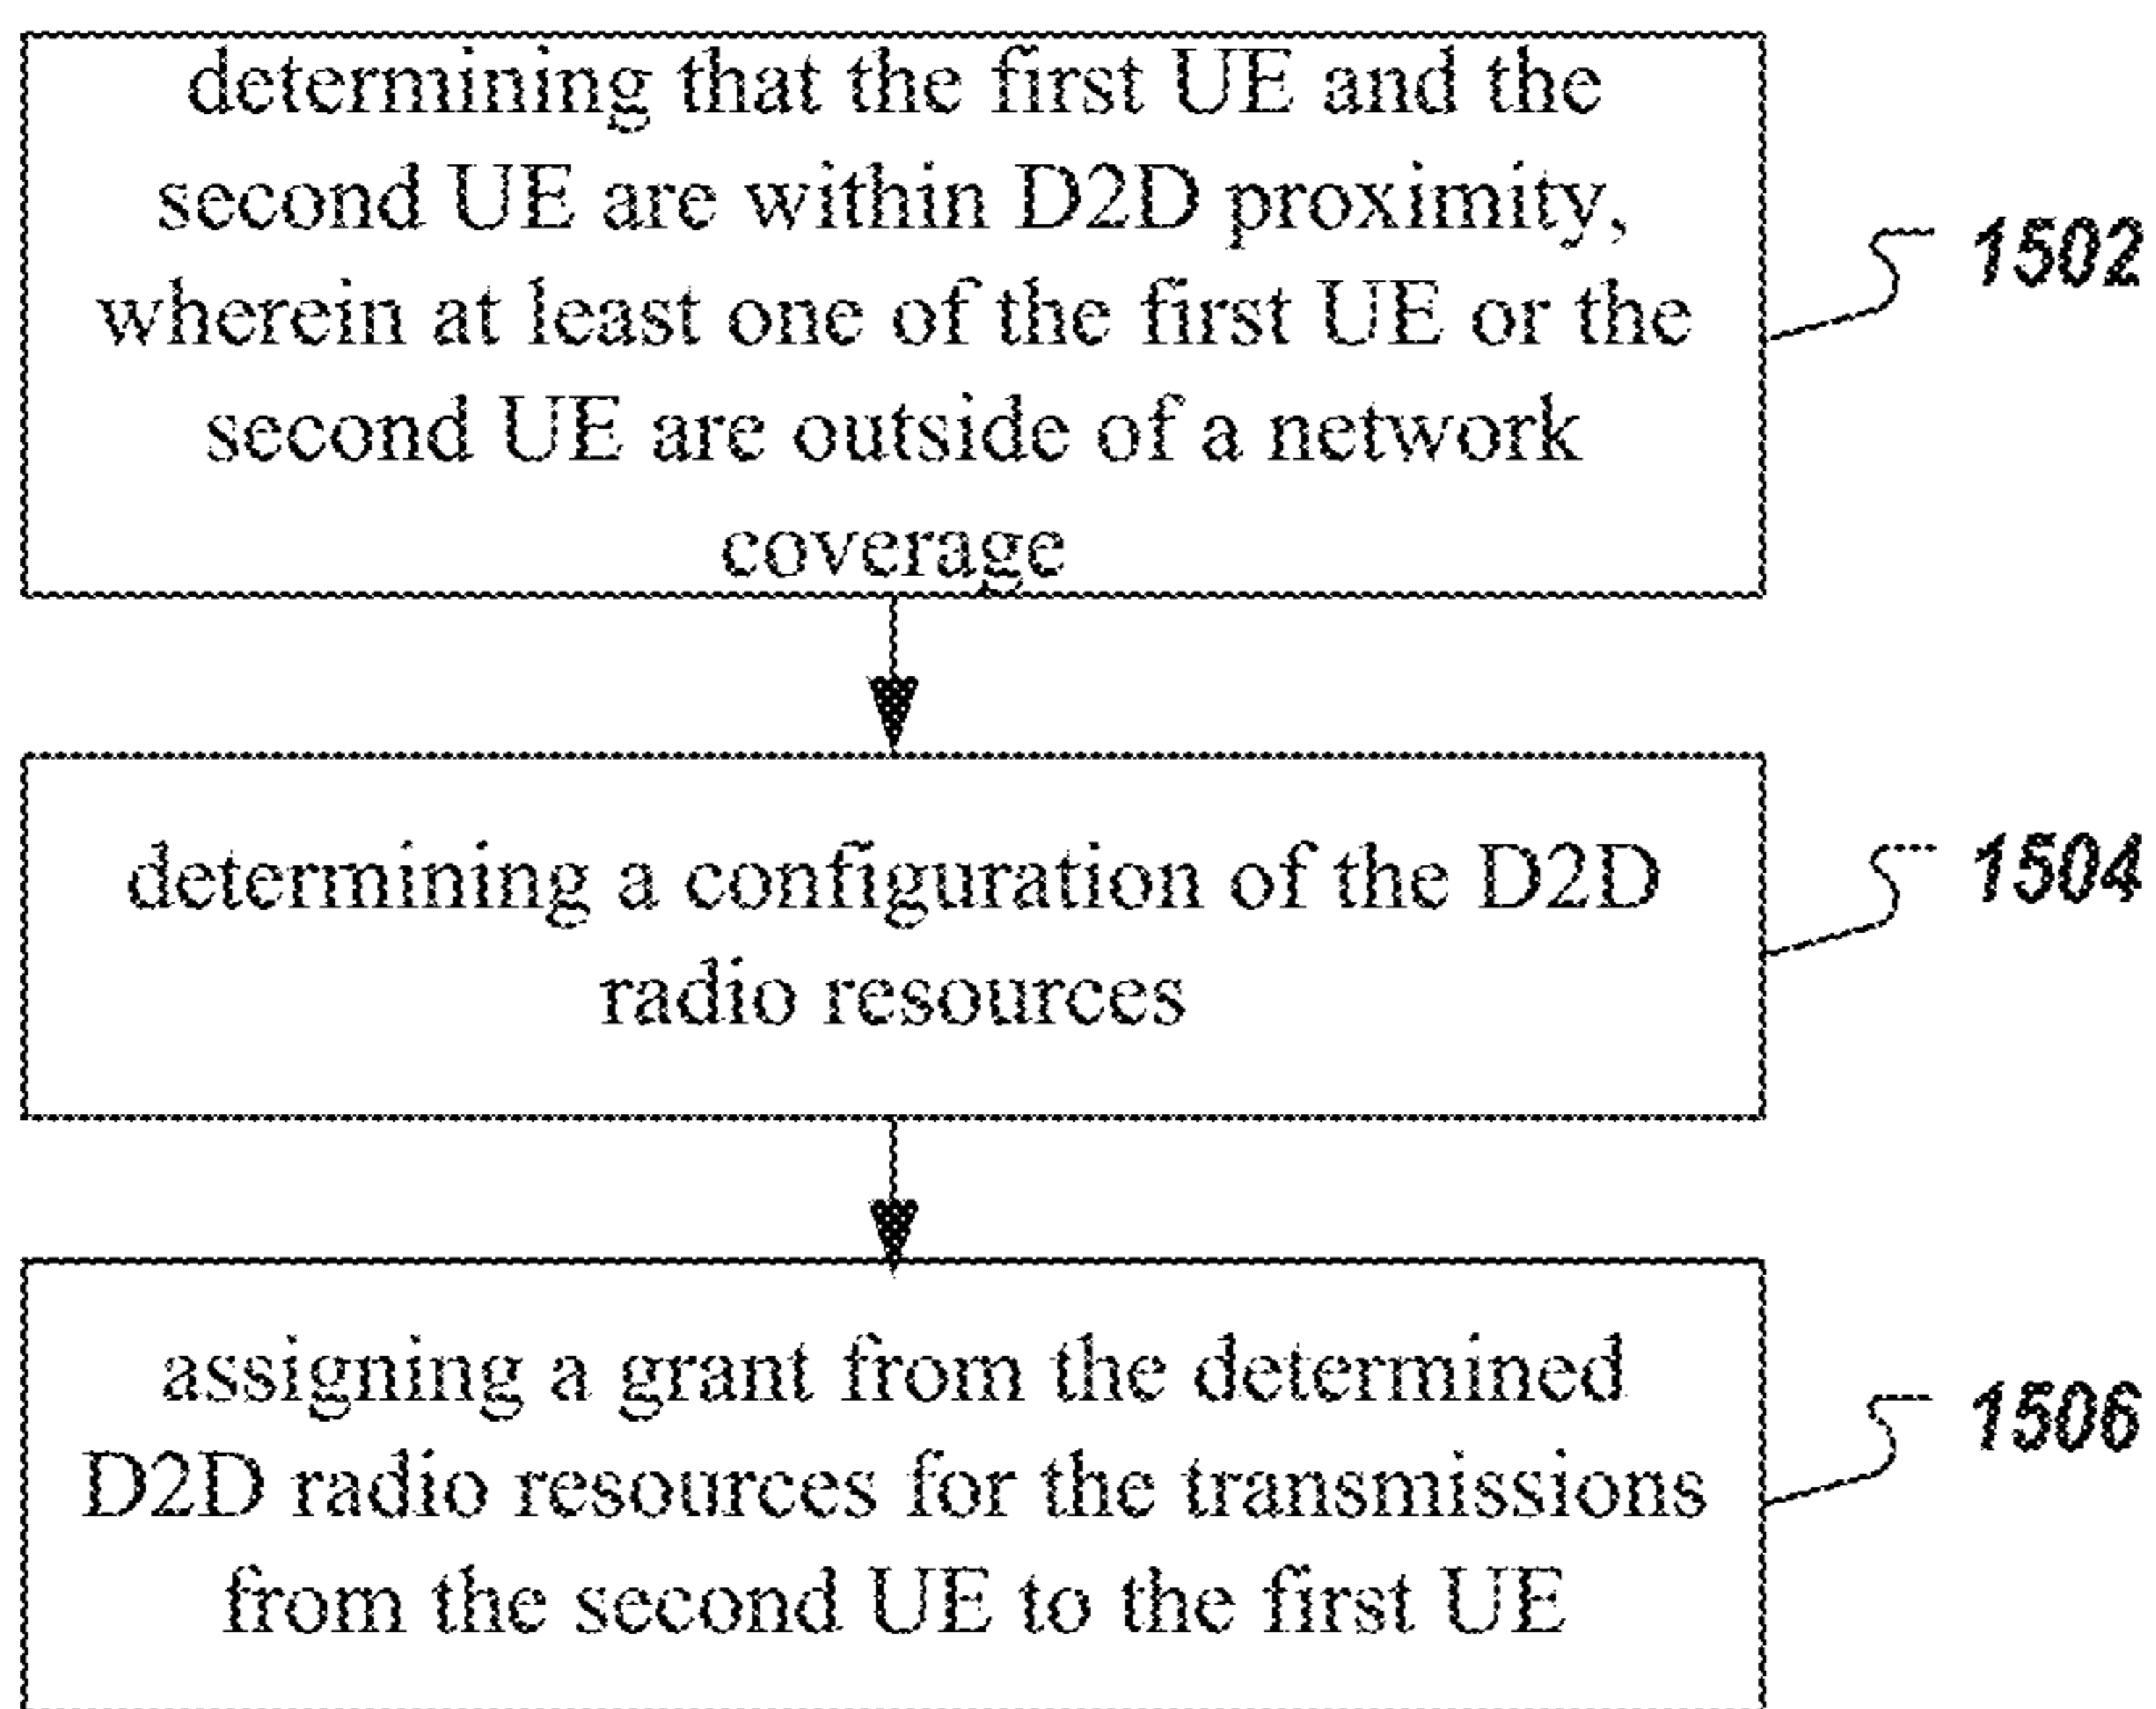 determining that the first UE and the
second UE are within D2D proximity,
wherein at least one of the first UE or the
second UE are outside of a network
coverage
1502
determining a configuration of the D2D
radio resources
1504
assigning a grant from the determined
D2D radio resources for the transmissions
from the second UE to the first UE
1506